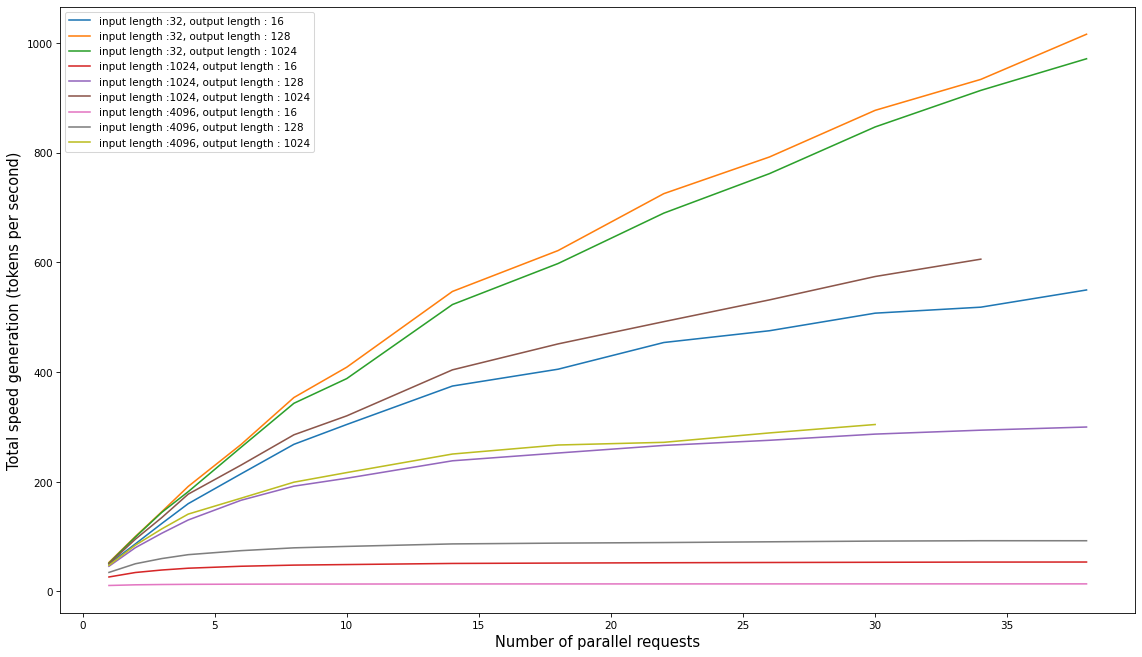 input length :32, output length : 16
input length :32, output length : 128
input length :32, output length : 1024
input length :1024, output length : 16
input length :1024, output length : 128
input length :1024, output length : 1024
input length :4096, output length : 16
input length :4096, output length : 128
input length :4096, output length : 1024
Total speed generation (tokens per second)
1000
800
600
400
200
0
0 5 10 15 20 25 30 35
Number of parallel requests